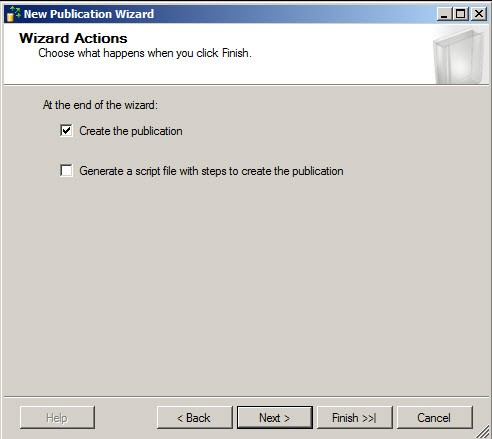 New Publication Wizard
Wizard Actions
Choose what happens when you click Finish.
At the end of the wizard:
Create the publication
Generate a script file with steps to create the publication
Help
< Back
Next >
Finish >>|
Cancel